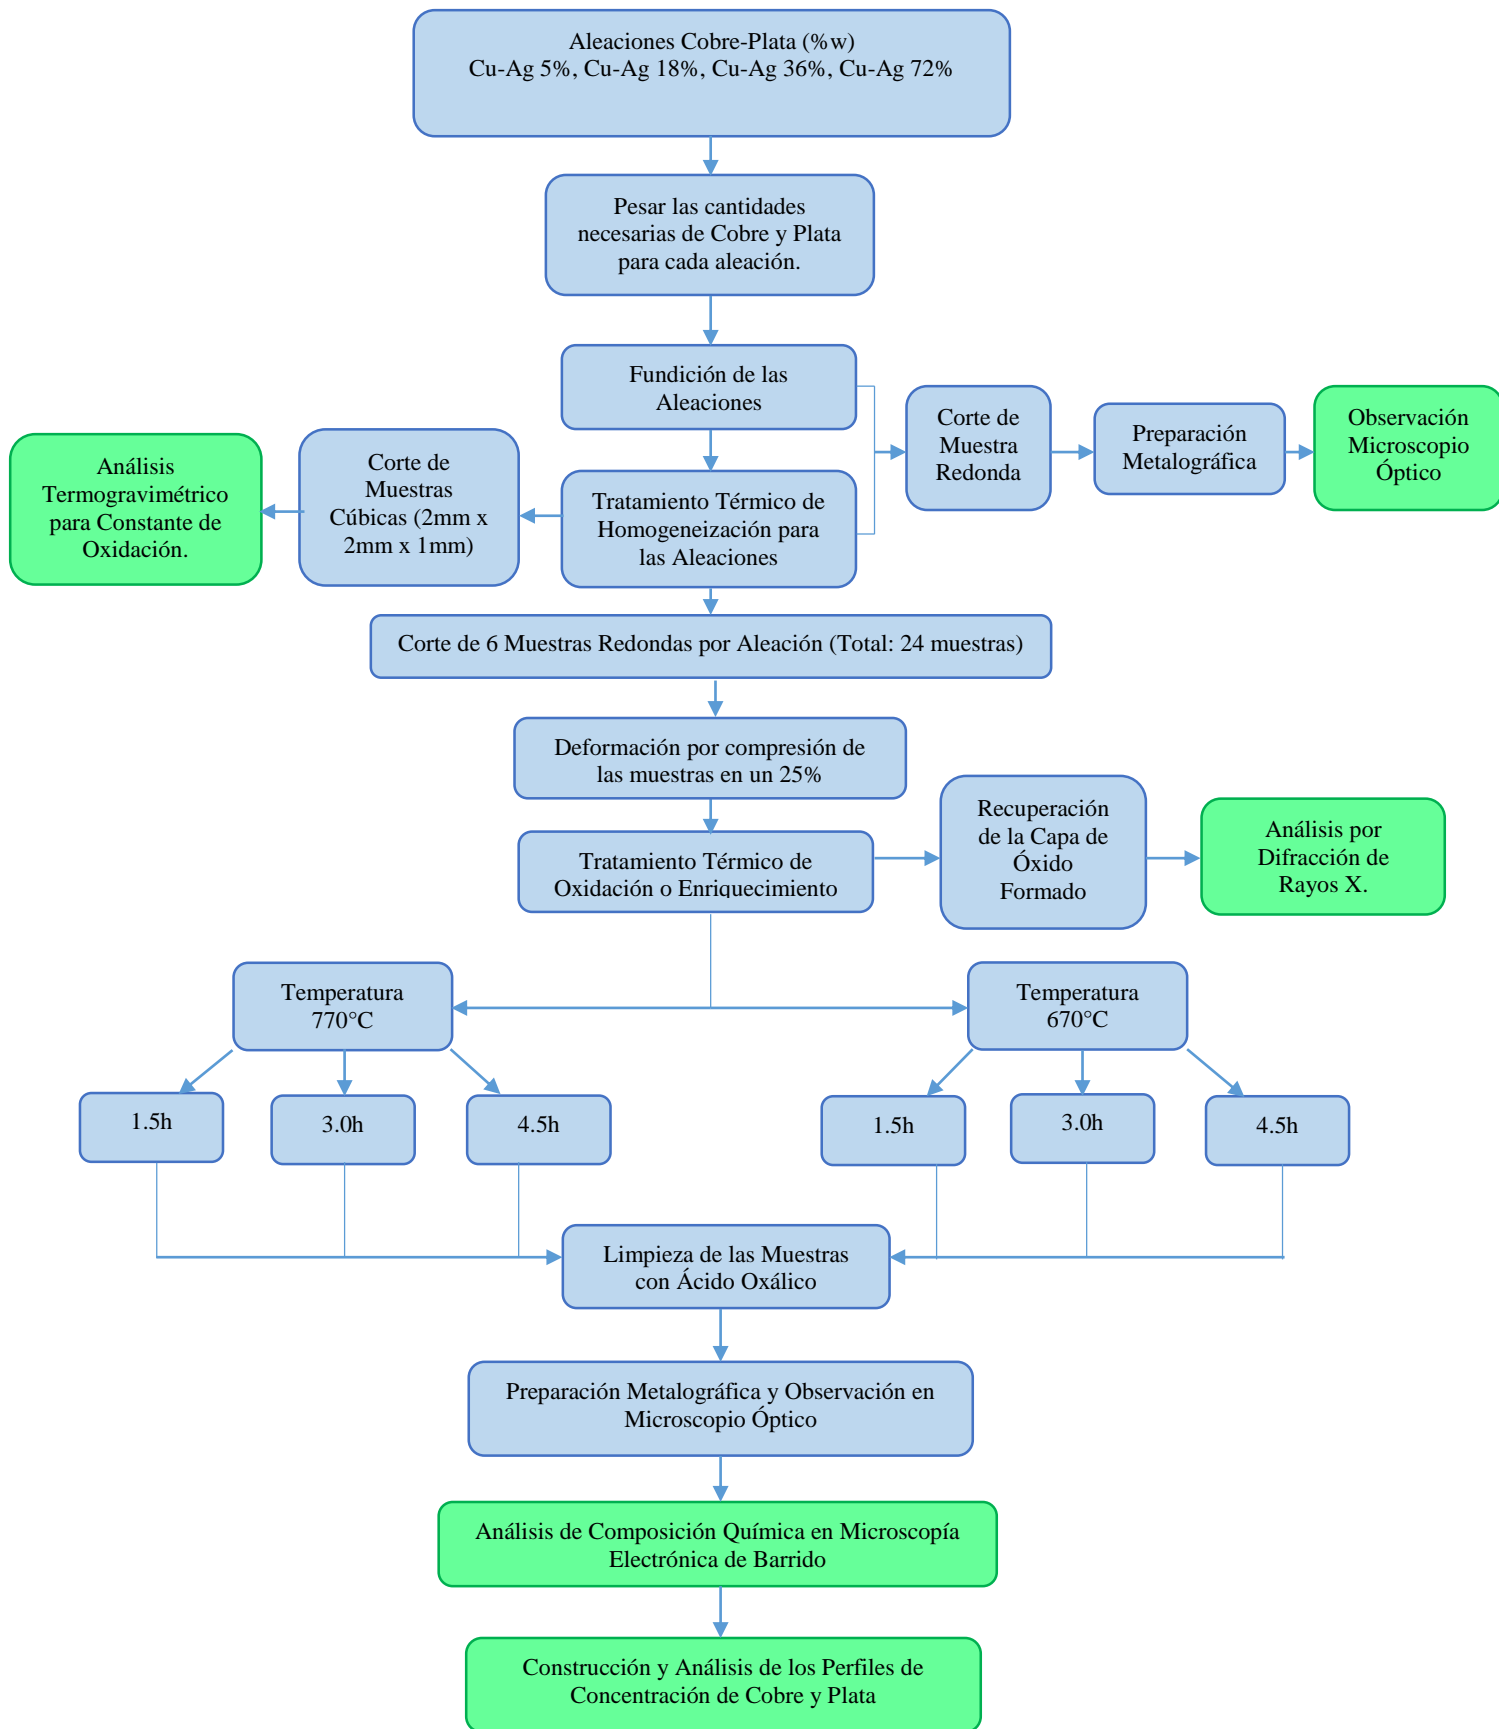 Aleaciones Cobre-Plata (%w)
Cu-Ag 5%, Cu-Ag 18%, Cu-Ag 36%, Cu-Ag 72%
Pesar las cantidades
necesarias de Cobre y Plata
para cada aleación.
Fundición de las
Aleaciones
Corte de
Muestra
Redonda
Preparación
Metalográfica
Observación
Microscopio
Óptico
Análisis
Termogravimétrico
para Constante de
Oxidación.
Corte de
Muestras
Cúbicas (2mm x
2mm x 1mm)
Tratamiento Térmico de
Homogeneización para
las Aleaciones
Corte de 6 Muestras Redondas por Aleación (Total: 24 muestras)
Deformación por compresión de
las muestras en un 25%
Tratamiento Térmico de
Oxidación o Enriquecimiento
Recuperación
de la Capa de
Óxido
Formado
Análisis por
Difracción de
Rayos X.
Temperatura
770°C
Temperatura
670°C
1.5h
3.0h
4.5h
1.5h
3.0h
4.5h
Limpieza de las Muestras
con Ácido Oxálico
Preparación Metalográfica y Observación en
Microscopio Óptico
Análisis de Composición Química en Microscopía
Electrónica de Barrido
Construcción y Análisis de los Perfiles de
Concentración de Cobre y Plata